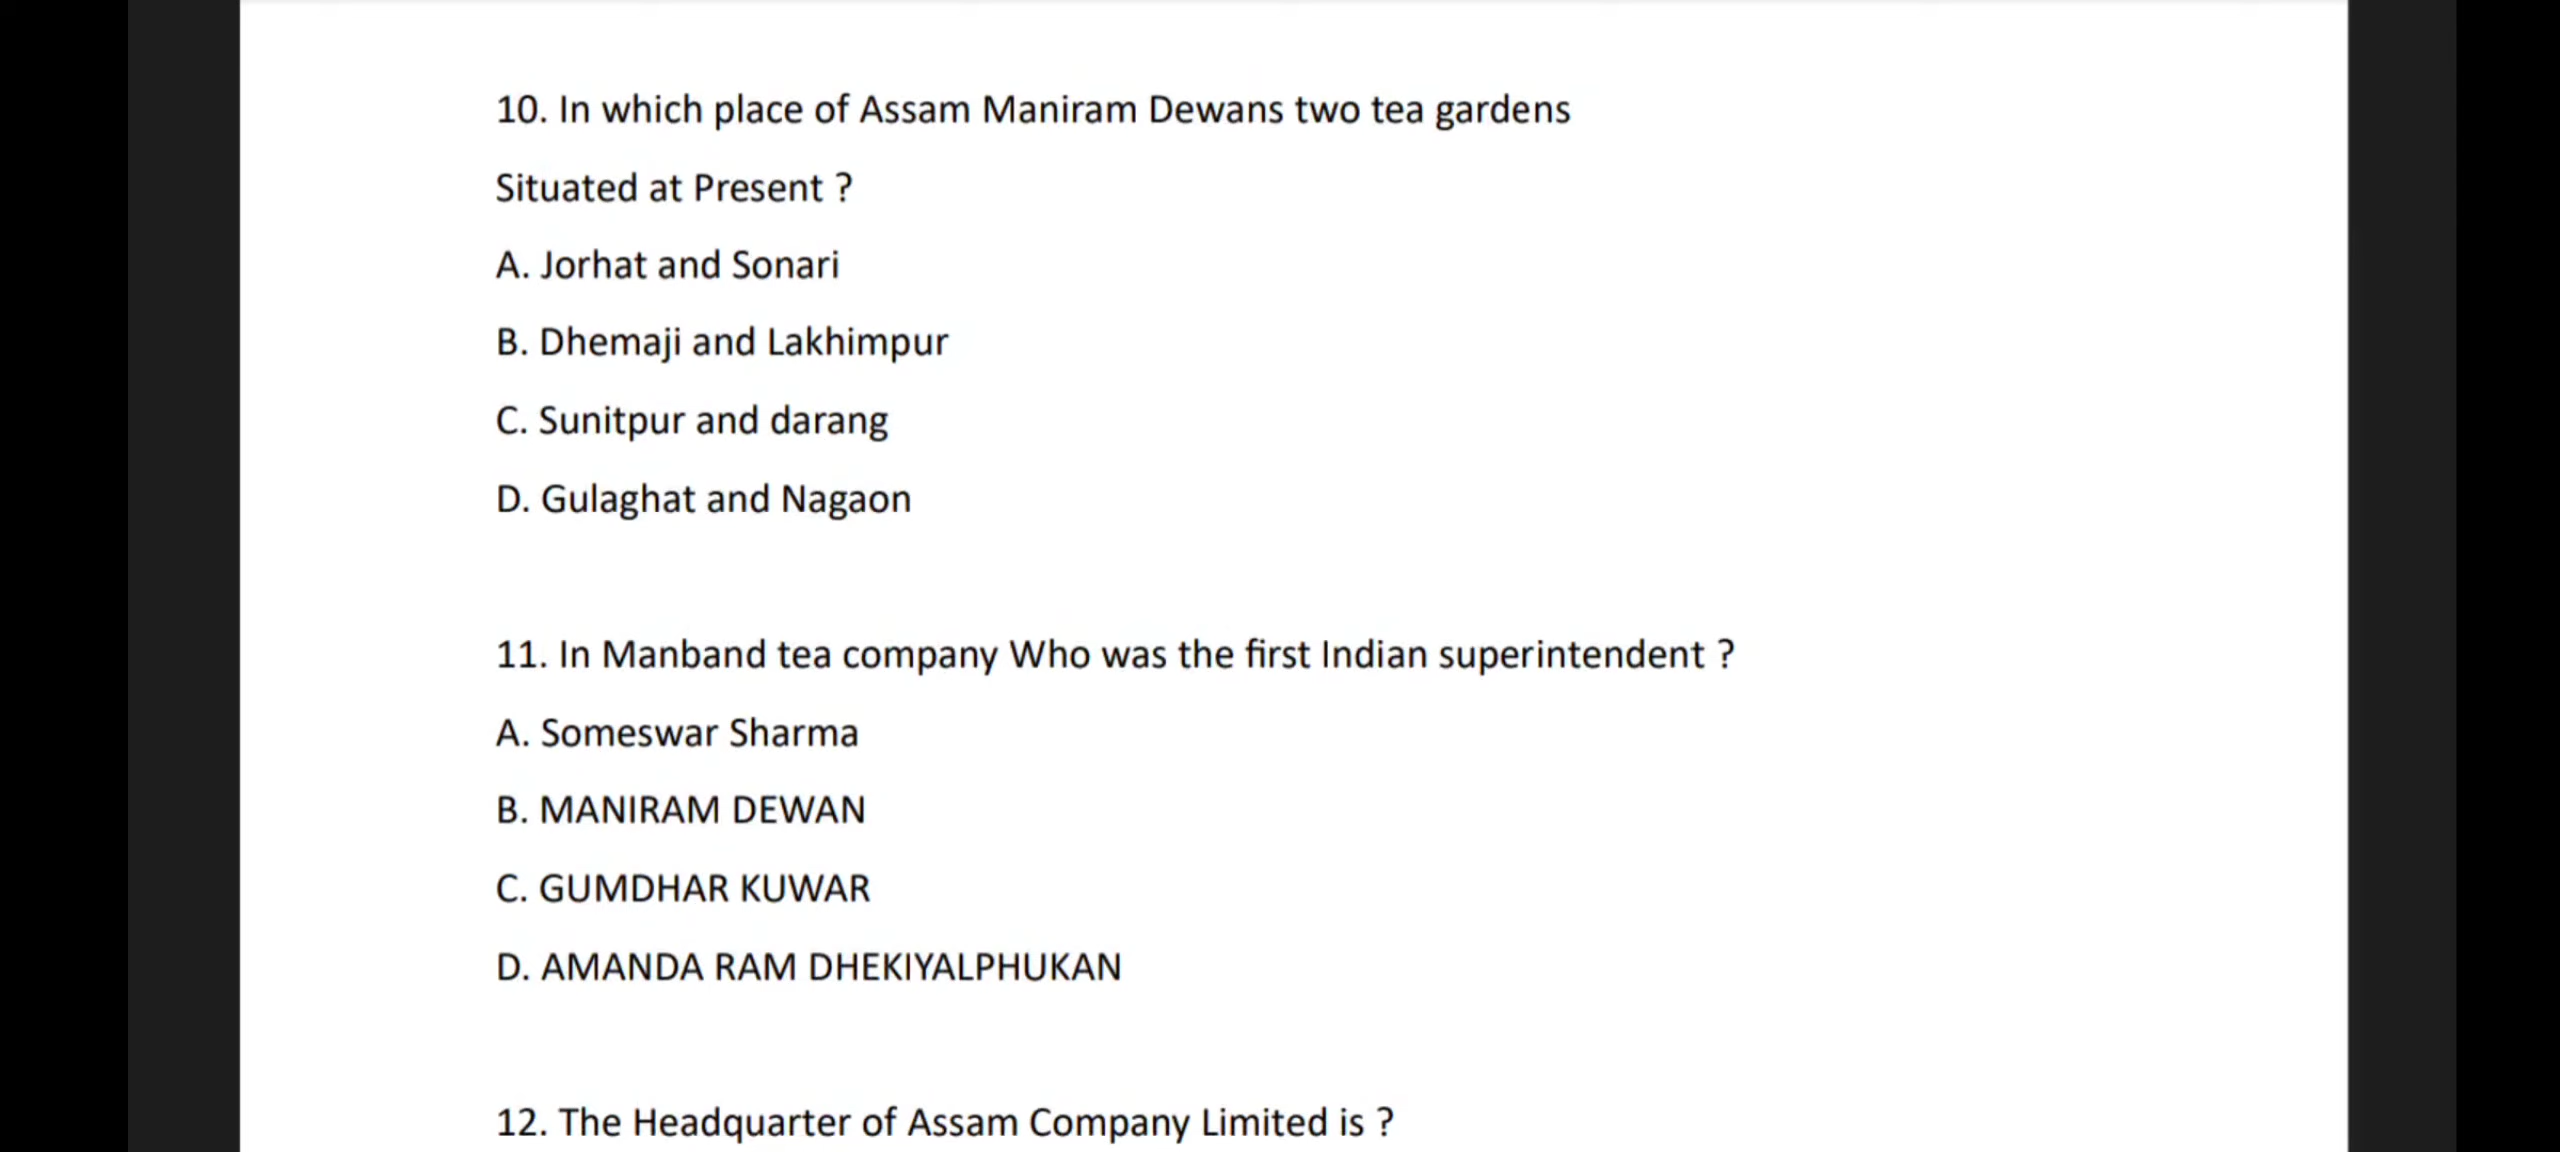 10. In which place of Assam Maniram Dewans two tea gardens
Situated at Present ?
A. Jorhat and Sonari
B. Dhemaji and Lakhimpur
C. Sunitpur and darang
D. Gulaghat and Nagaon
11. In Manband tea company Who was the first Indian superintendent ?
A. Someswar Sharma
B. MANIRAM DEWAN
C. GUMDHAR KUWAR
D. AMANDA RAM DHEKIYALPHUKAN
12. The Headquarter of Assam Company Limited is ?